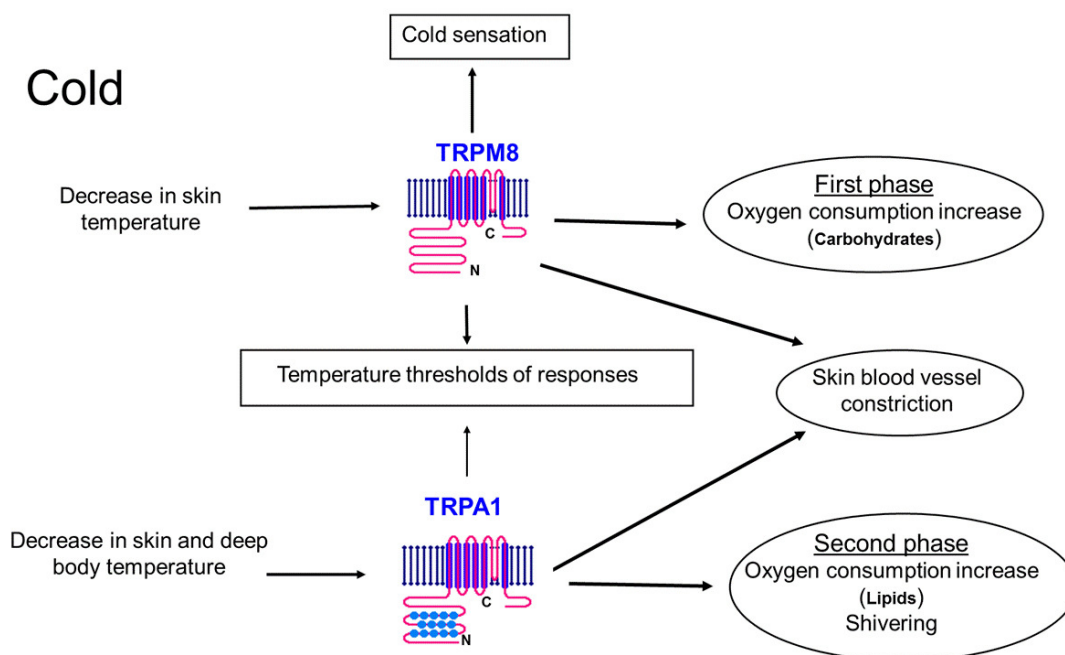 Cold sensation
Cold
TRPM8
Decrease in skin
temperature
C
N
First phase
Oxygen consumption increase
(Carbohydrates)
Temperature thresholds of responses
Skin blood vessel
constriction
TRPA1
Decrease in skin and deep
body temperature
C
N
Second phase
Oxygen consumption increase
(Lipids)
Shivering